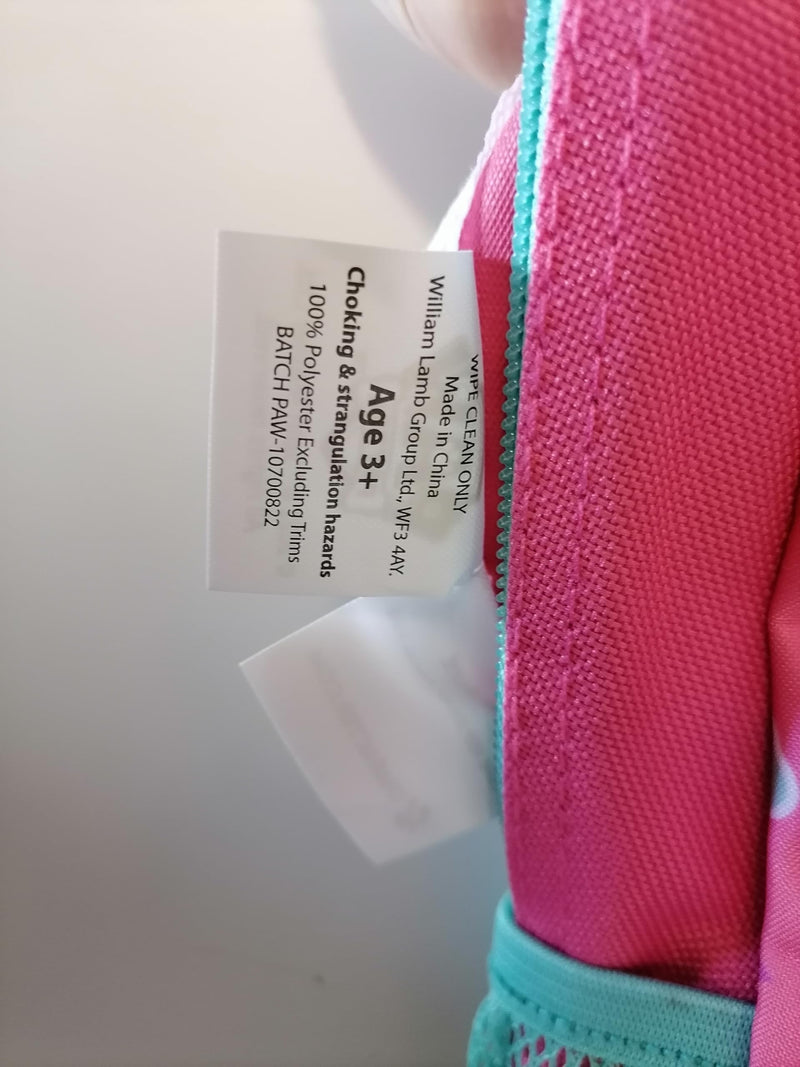 WIPE CLEAN ONLY
Made in China
William Lamb Group Ltd., WF3 4AY.
Age 3+
Choking & strangulation hazards
100% Polyester Excluding Trims
BATCH PAW-10700822